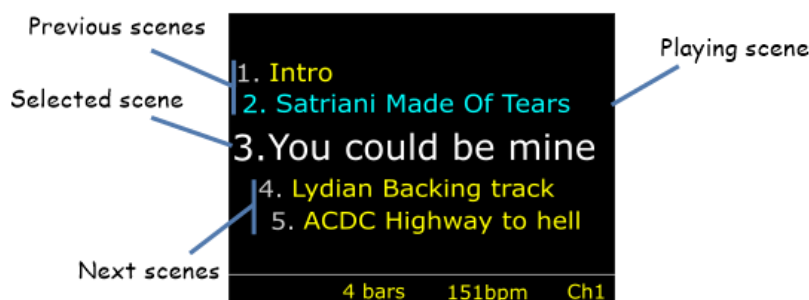 Previous scenes
Playing scene
1. Intro
Selected scene
2. Satriani Made Of Tears
3.You could be mine
4. Lydian Backing track
5. ACDC Highway to hell
Next scenes
4 bars 151bpm Ch1